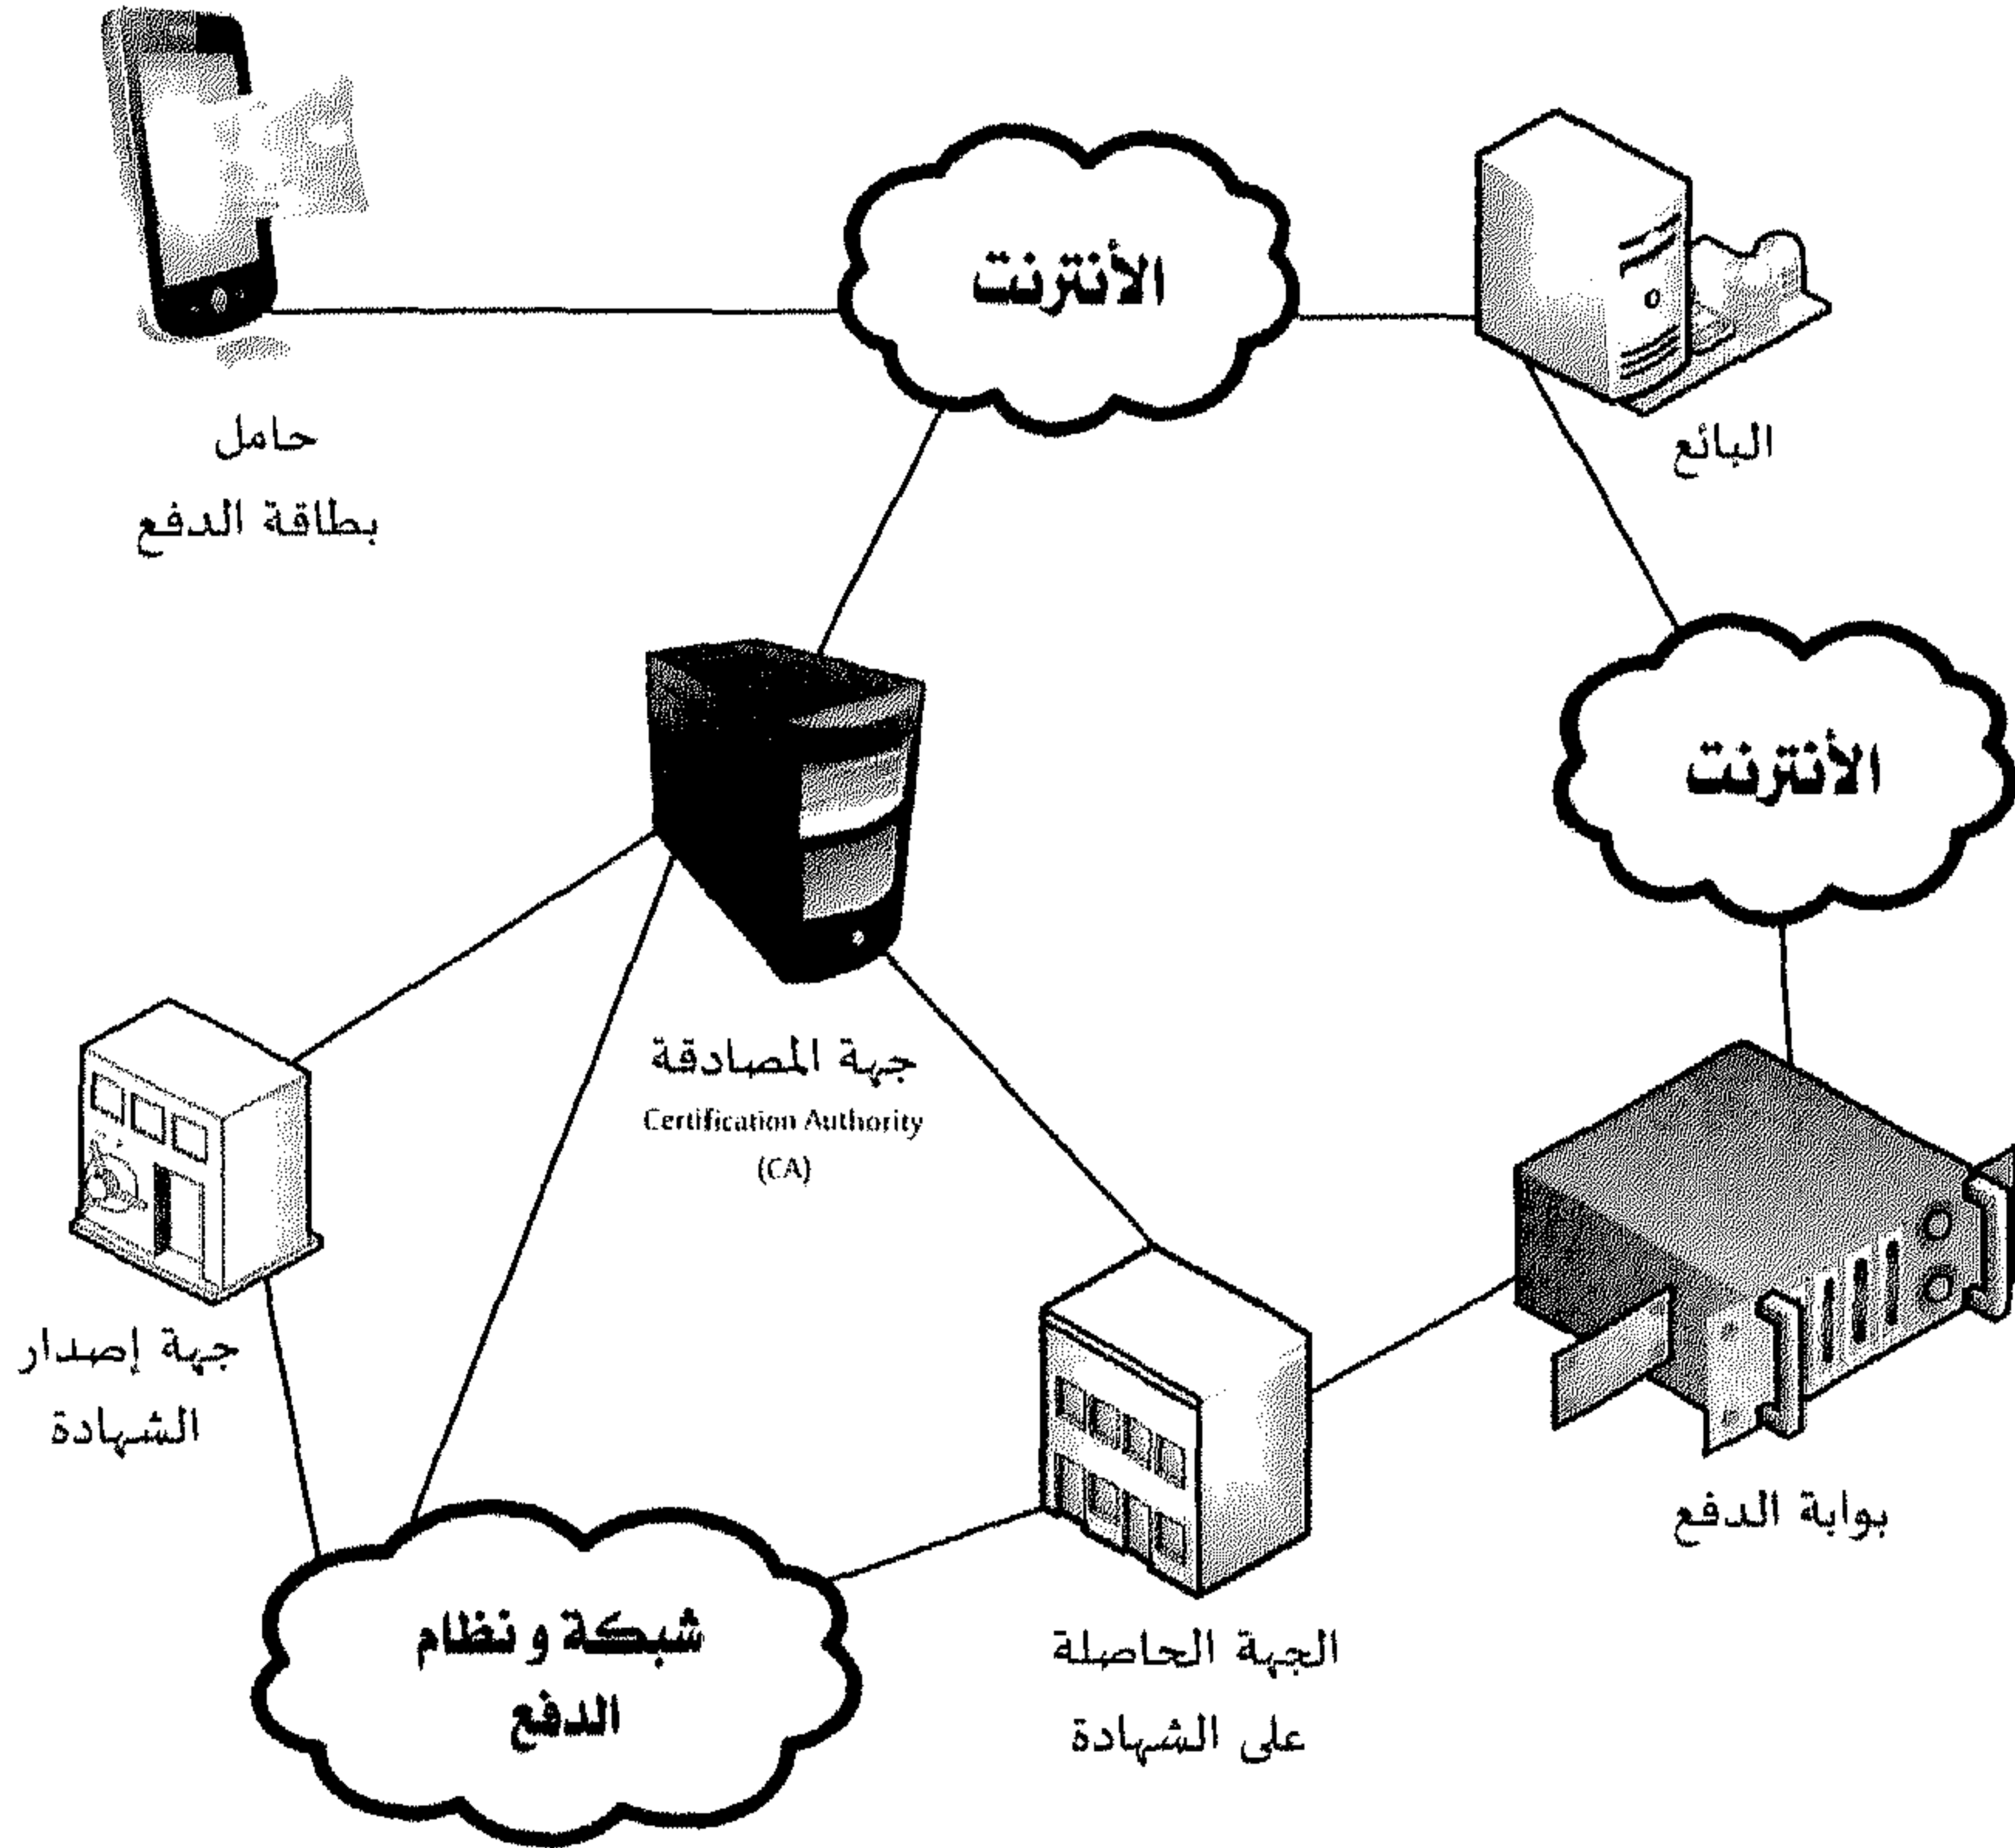 الأنترنت
حامل
بطاقة الدفع
البائع
الأنترنت
جهة المصادقة
Certification Authority
(CA)
جهة إصدار
الشهادة
بوابة الدفع
شبكة و نظام
الدفع
الجهة الحاصلة
على الشهادة